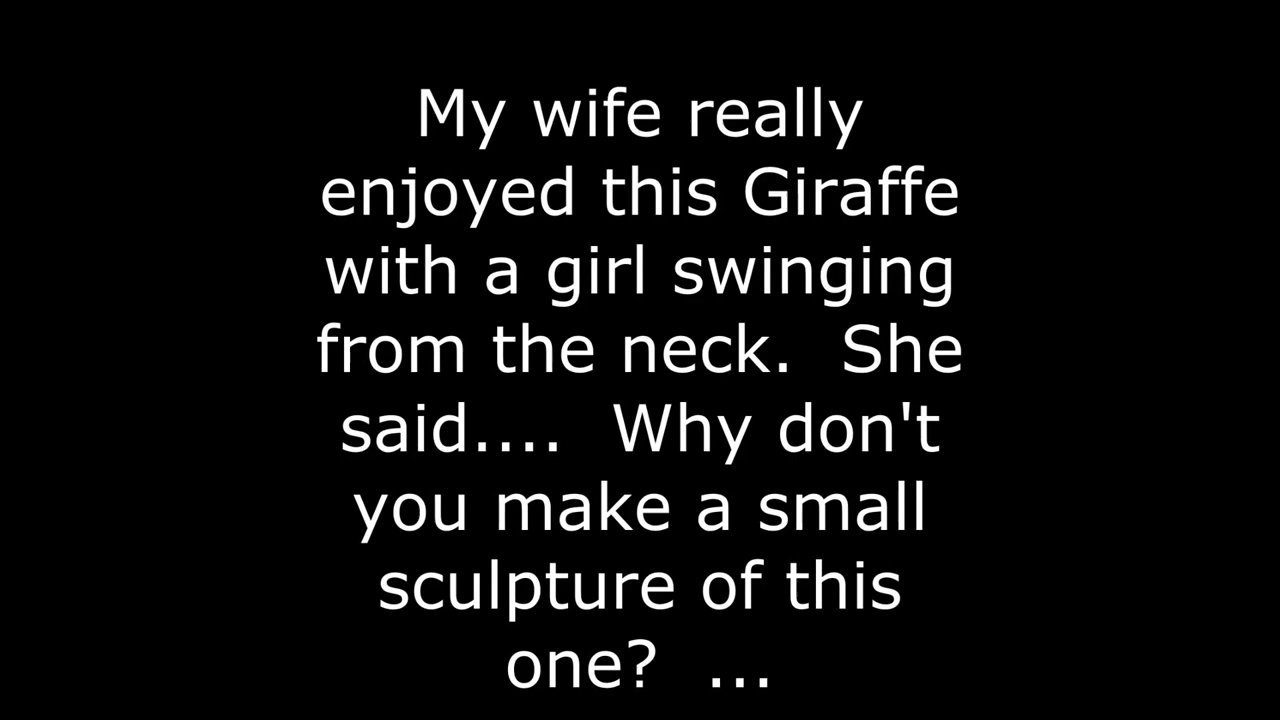 My wife really
enjoyed this Giraffe
with a girl swinging
from the neck.  She
said....  Why don't
you make a small
sculpture of this
one?  ...